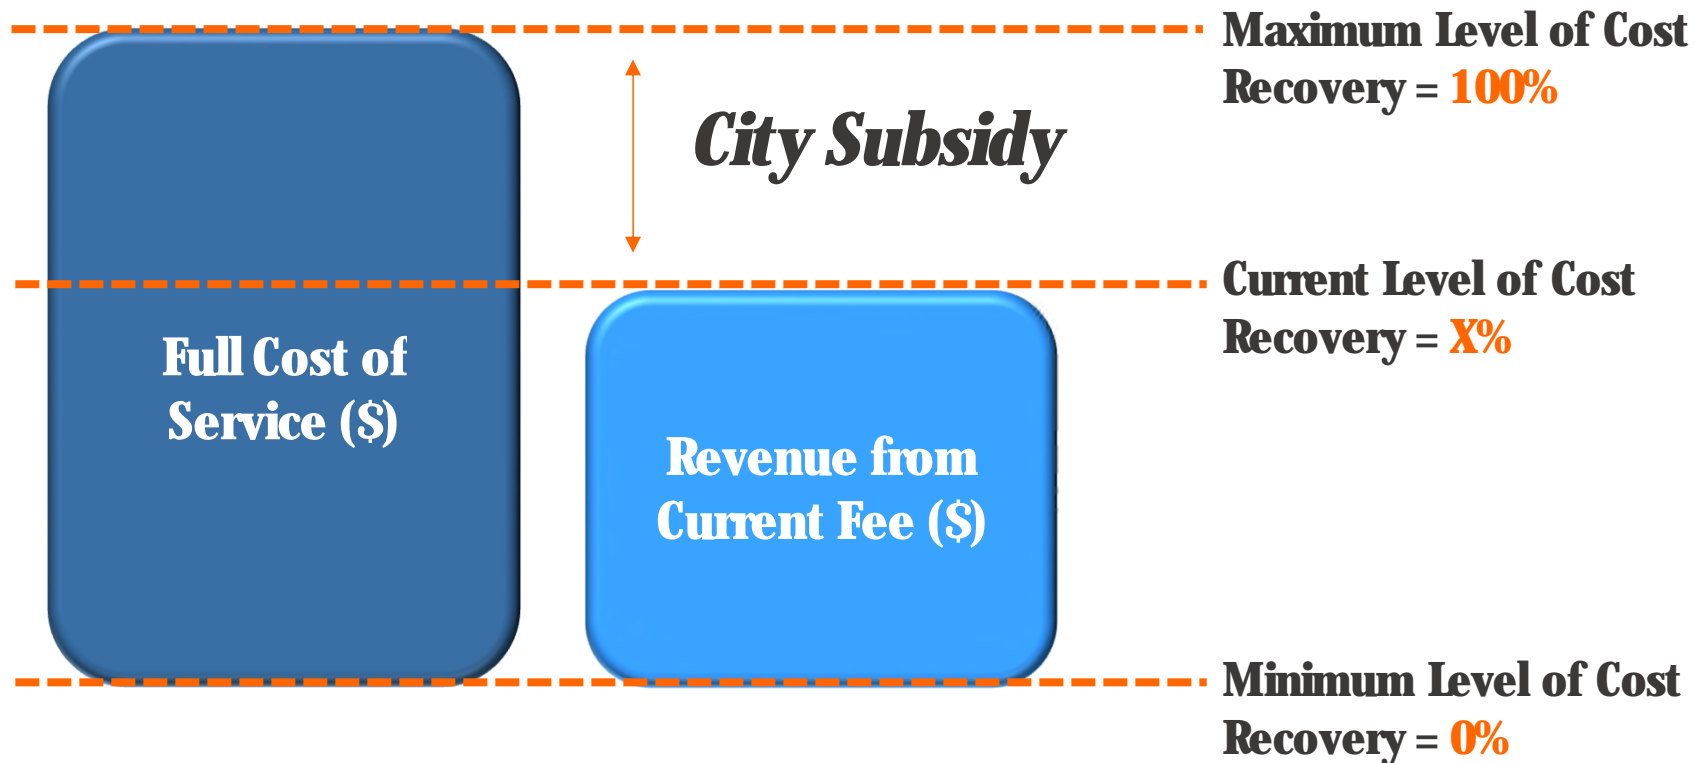 Maximum Level of Cost
Recovery = 100%
City Subsidy
Current Level of Cost
Recovery = X%
Full Cost of
Service ($)
Revenue from
Current Fee ($)
Minimum Level of Cost
Recovery = 0%